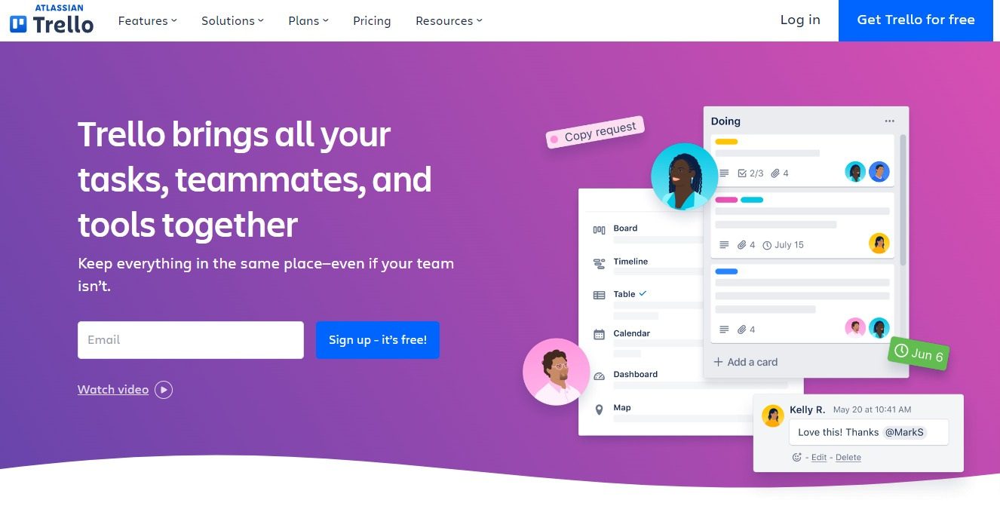 ATLASSIAN
Trello
Features
Solutions
Plans
Pricing
Resources
Log in
Get Trello for free
Trello brings all your
tasks, teammates, and
tools together
Keep everything in the same place—even if your team
isn’t.
Email
Sign up - it’s free!
Watch video
Copy request
Doing
2/3
4
4
July 15
4
+ Add a card
Board
Timeline
Table
Calendar
Dashboard
Map
Jun 6
Kelly R. May 20 at 10:41 AM
Love this! Thanks @MarkS
- Edit - Delete